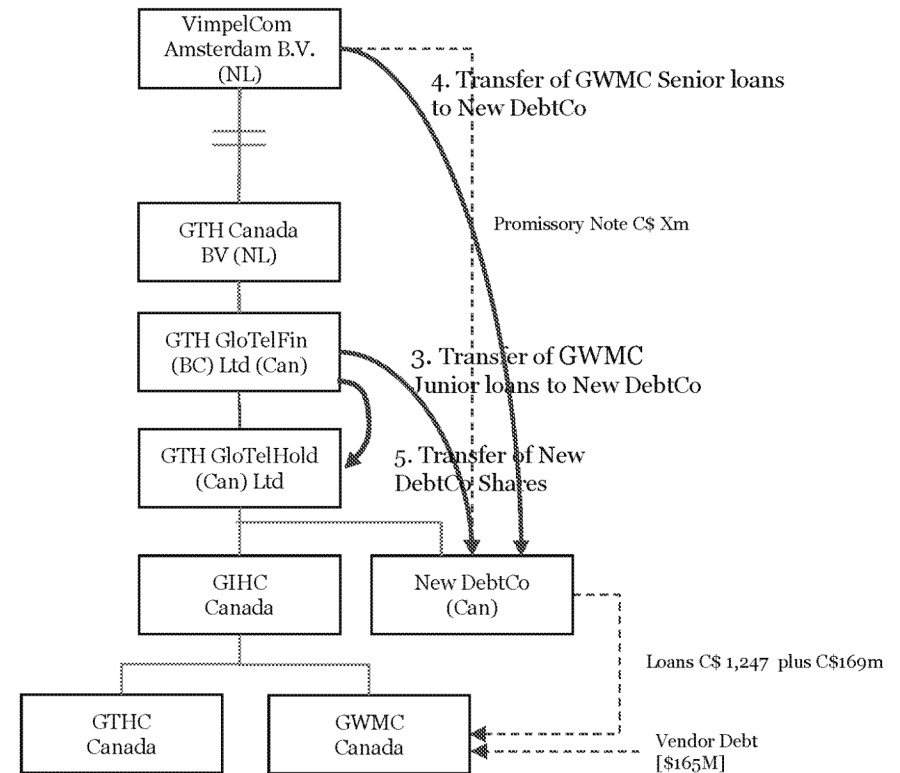 VimpelCom
Amsterdam B.V.
(NL)
4. Transfer of GWMC Senior loans
to New DebtCo
GTH Canada
BV (NL)
Promissory Note C$ Xm
GTH GloTelFin
(BC) Ltd (Can)
3. Transfer of GWMC
Junior loans to New DebtCo
GTH GloTelHold
(Can) Ltd
5. Transfer of New
DebtCo Shares
GIHC
Canada
New DebtCo
(Can)
Loans C$ 1,247 plus C$169m
GTHC
Canada
GWMC
Canada
Vendor Debt
[$165M]